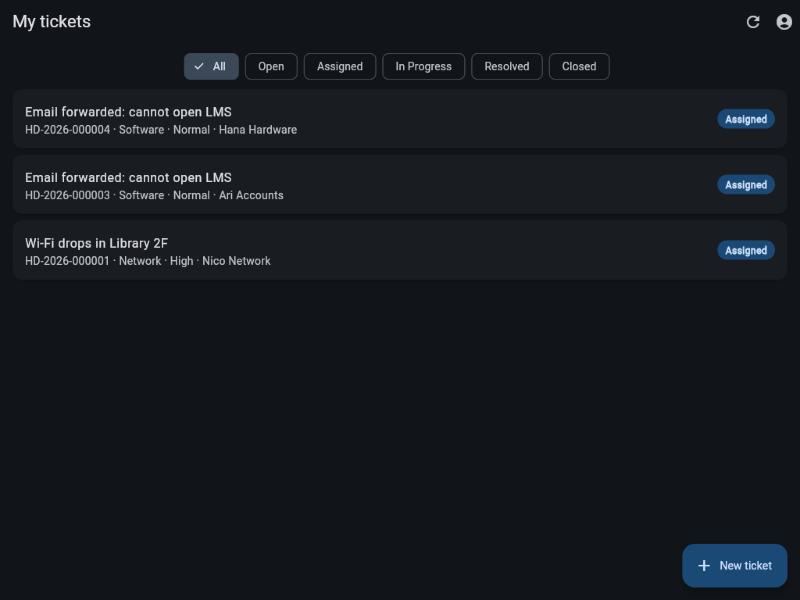 My tickets
All
Open
Assigned
In Progress
Resolved
Closed
Email forwarded: cannot open LMS
HD-2026-000004 · Software · Normal · Hana Hardware
Assigned
Email forwarded: cannot open LMS
HD-2026-000003 · Software · Normal · Ari Accounts
Assigned
Wi-Fi drops in Library 2F
HD-2026-000001 · Network · High · Nico Network
Assigned
New ticket